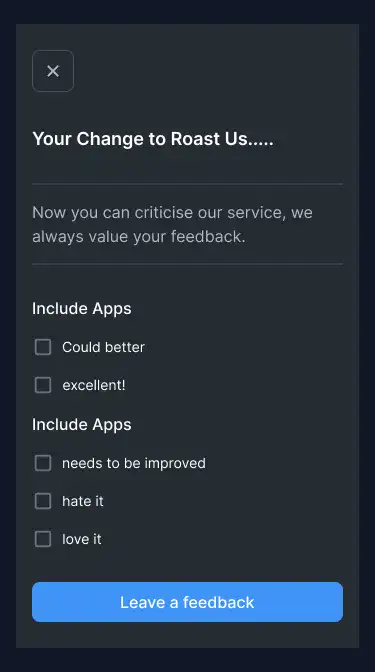 Your Change to Roast Us.....
Now you can criticise our service, we
always value your feedback.
Include Apps
Could better
excellent!
Include Apps
needs to be improved
hate it
love it
Leave a feedback